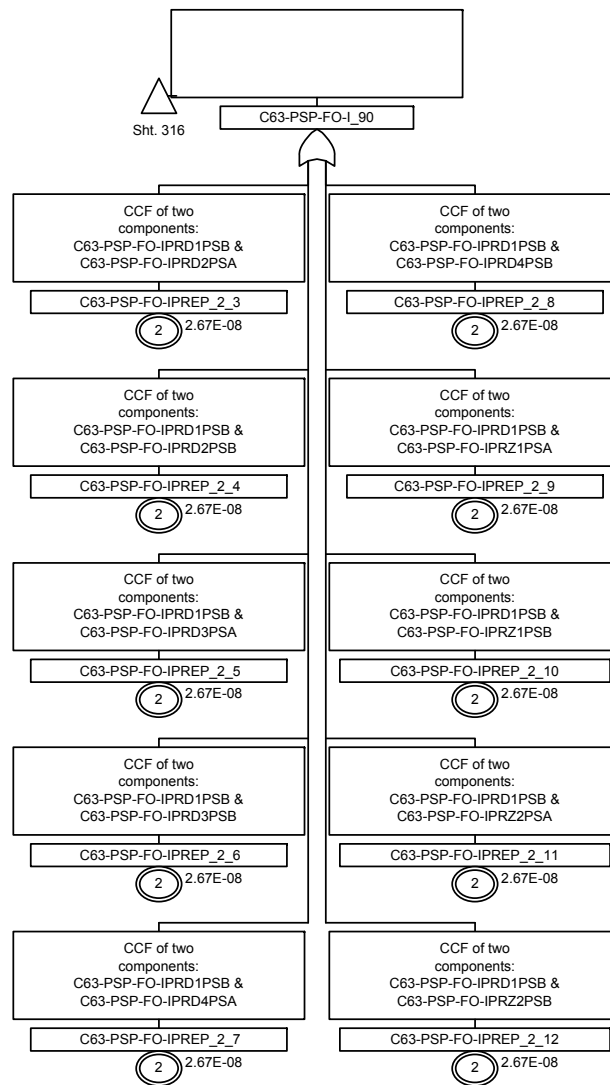 Sht. 316
C63-PSP-FO-I_90
CCF of two
components:
C63-PSP-FO-IPRD1PSB &
C63-PSP-FO-IPRD2PSA
C63-PSP-FO-IPREP_2_3
2
2.67E-08
CCF of two
components:
C63-PSP-FO-IPRD1PSB &
C63-PSP-FO-IPRD4PSB
C63-PSP-FO-IPREP_2_8
2
2.67E-08
CCF of two
components:
C63-PSP-FO-IPRD1PSB &
C63-PSP-FO-IPRD2PSB
C63-PSP-FO-IPREP_2_4
2
2.67E-08
CCF of two
components:
C63-PSP-FO-IPRD1PSB &
C63-PSP-FO-IPRZ1PSA
C63-PSP-FO-IPREP_2_9
2
2.67E-08
CCF of two
components:
C63-PSP-FO-IPRD1PSB &
C63-PSP-FO-IPRD3PSA
C63-PSP-FO-IPREP_2_5
2
2.67E-08
CCF of two
components:
C63-PSP-FO-IPRD1PSB &
C63-PSP-FO-IPRZ1PSB
C63-PSP-FO-IPREP_2_10
2
2.67E-08
CCF of two
components:
C63-PSP-FO-IPRD1PSB &
C63-PSP-FO-IPRD3PSB
C63-PSP-FO-IPREP_2_6
2
2.67E-08
CCF of two
components:
C63-PSP-FO-IPRD1PSB &
C63-PSP-FO-IPRZ2PSA
C63-PSP-FO-IPREP_2_11
2
2.67E-08
CCF of two
components:
C63-PSP-FO-IPRD1PSB &
C63-PSP-FO-IPRD4PSA
C63-PSP-FO-IPREP_2_7
2
2.67E-08
CCF of two
components:
C63-PSP-FO-IPRD1PSB &
C63-PSP-FO-IPRZ2PSB
C63-PSP-FO-IPREP_2_12
2
2.67E-08